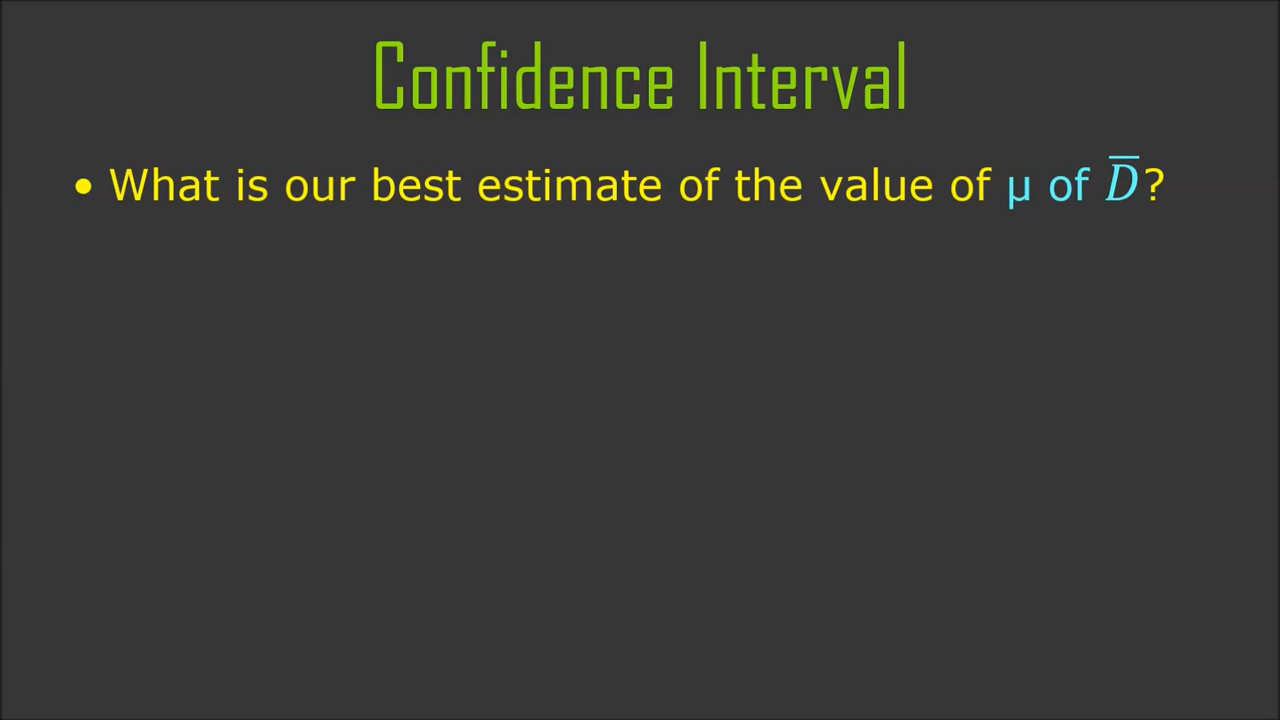 Confidence Interval
• What is our best estimate of the value of µ of D̅?